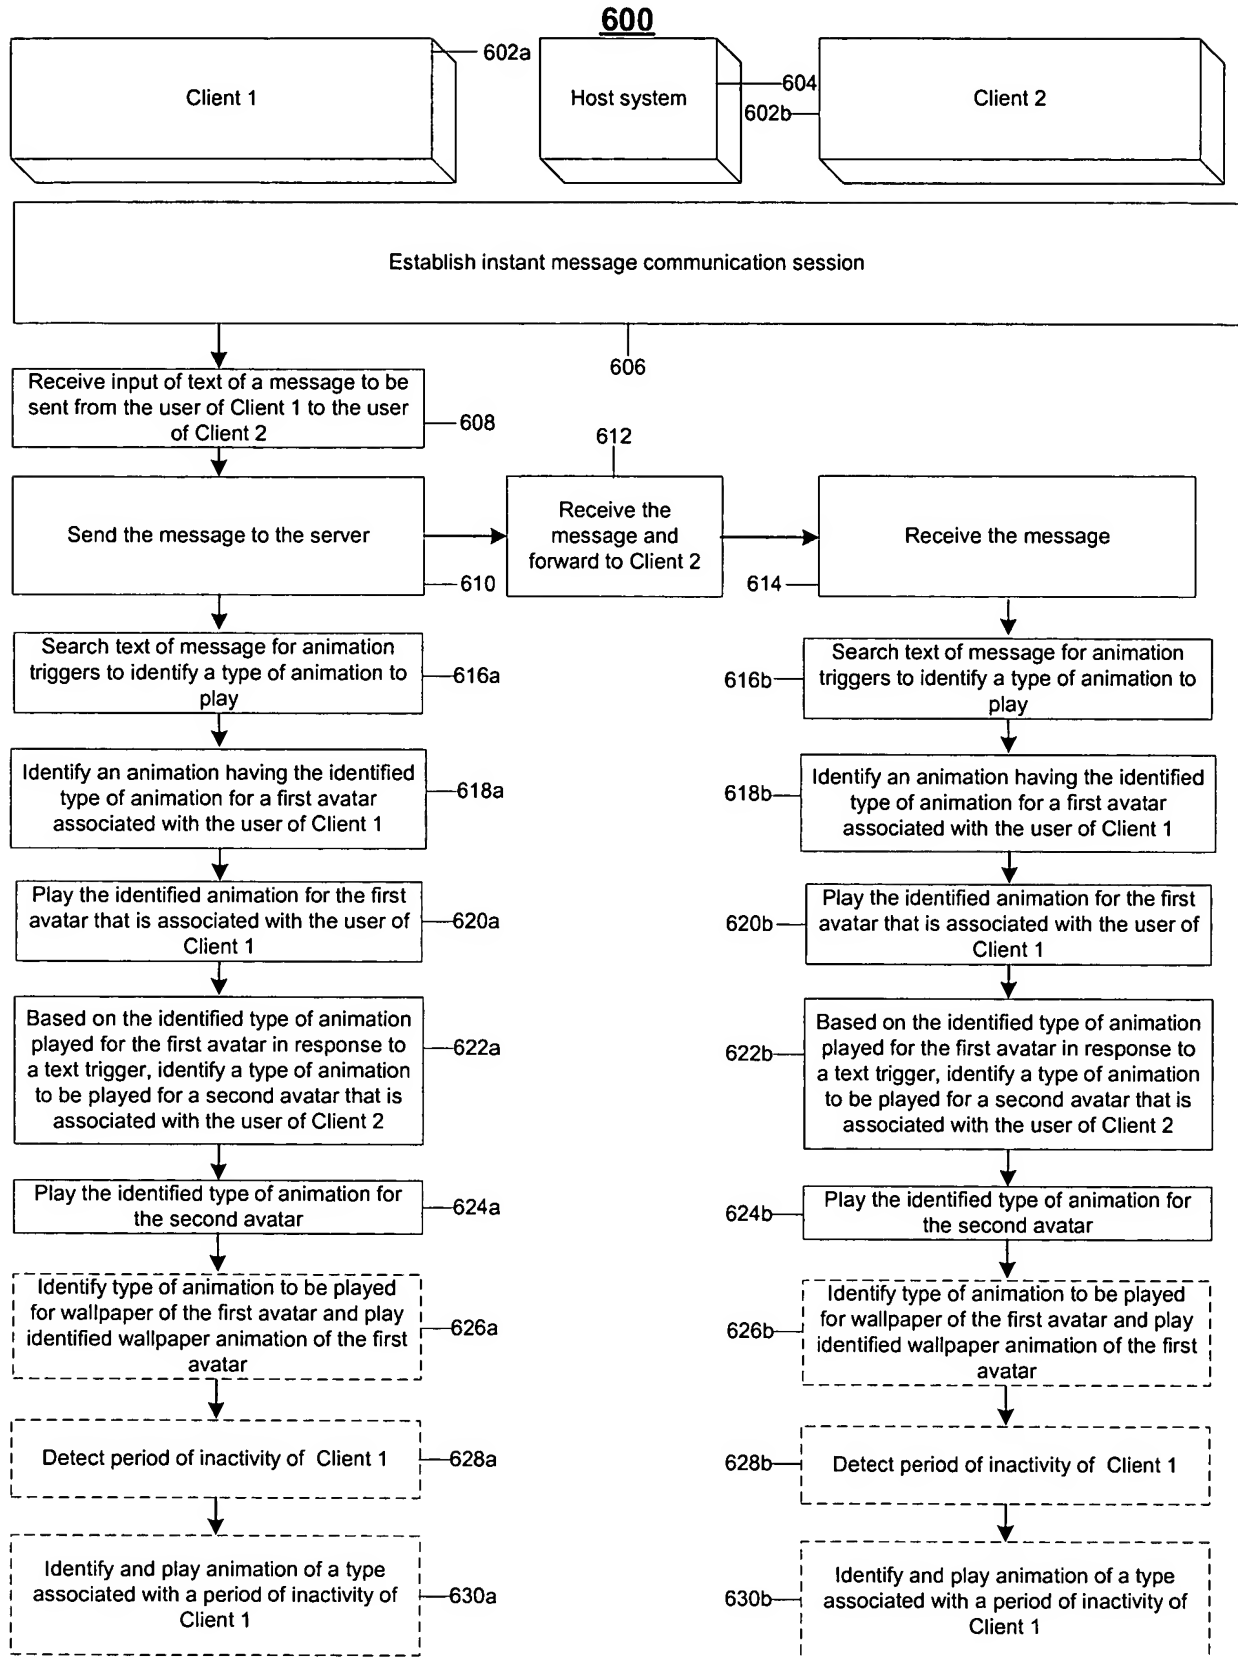 600
Client 1
602a
Host system
604
602b
Client 2
Establish instant message communication session
606
Receive input of text of a message to be
sent from the user of Client 1 to the user
of Client 2
608
612
Send the message to the server
610
Receive the
message and
forward to Client 2
Receive the message
614
Search text of message for animation
triggers to identify a type of animation to
play
616a
Search text of message for animation
triggers to identify a type of animation to
play
616b
Identify an animation having the identified
type of animation for a first avatar
associated with the user of Client 1
618a
Identify an animation having the identified
type of animation for a first avatar
associated with the user of Client 1
618b
Play the identified animation for the first
avatar that is associated with the user of
Client 1
620a
Play the identified animation for the first
avatar that is associated with the user of
Client 1
620b
Based on the identified type of animation
played for the first avatar in response to
a text trigger, identify a type of animation
to be played for a second avatar that is
associated with the user of Client 2
622a
Based on the identified type of animation
played for the first avatar in response to
a text trigger, identify a type of animation
to be played for a second avatar that is
associated with the user of Client 2
622b
Play the identified type of animation for
the second avatar
624a
Play the identified type of animation for
the second avatar
624b
Identify type of animation to be played
for wallpaper of the first avatar and play
identified wallpaper animation of the first
avatar
626a
Identify type of animation to be played
for wallpaper of the first avatar and play
identified wallpaper animation of the first
avatar
626b
Detect period of inactivity of Client 1
628a
Detect period of inactivity of Client 1
628b
Identify and play animation of a type
associated with a period of inactivity of
Client 1
630a
Identify and play animation of a type
associated with a period of inactivity of
Client 1
630b